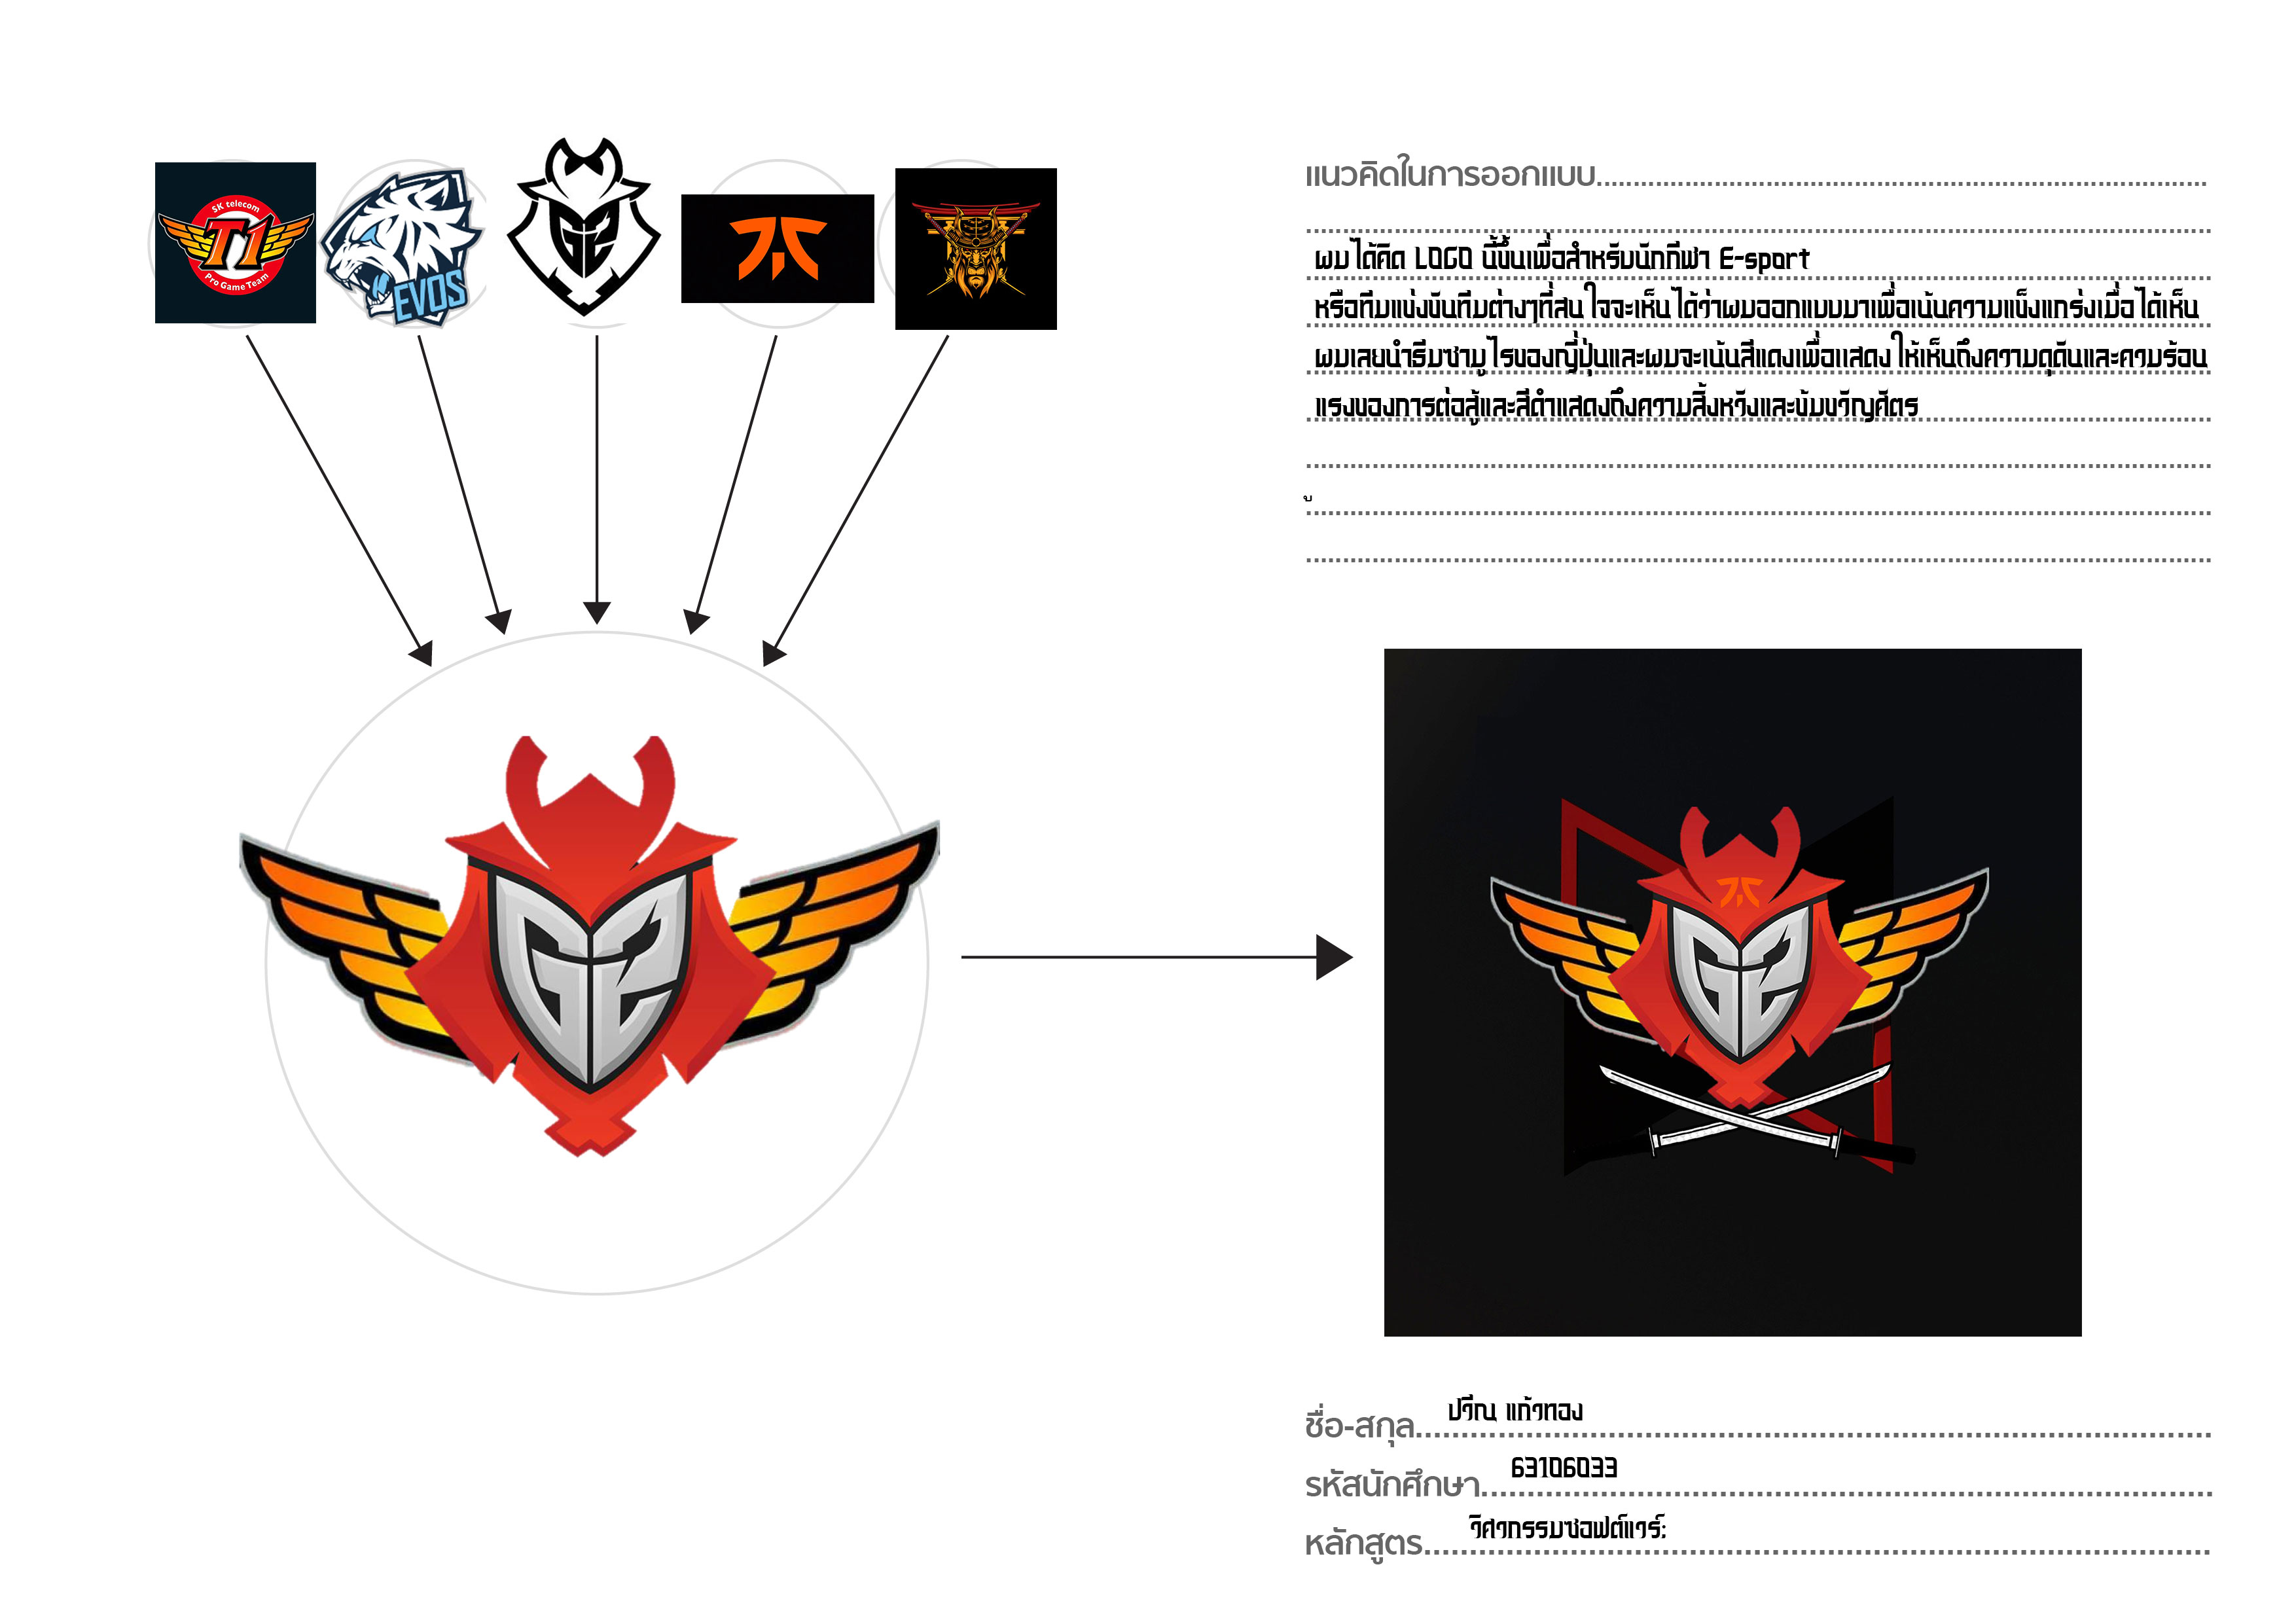 SK telecom
T1
Pro Game Team
EVOS
G2
แนวคิดในการออกแบบ
ผมได้คิด LOGO นี้ขึ้นเพื่อสำหรับนักกีฬา E-sport
หรือทีมแข่งขันทีมต่างๆที่สนใจจะเห็นได้ว่าผมออกแบบมาเพื่อเน้นความแข็งแกร่งเมื่อได้เห็น
ผมเลยนำธีมซามูไรของญี่ปุ่นและผมจะเน้นสีแดงเพื่อแสดงให้เห็นถึงความดุดันและควมร้อน
แรงของการต่อสู้และสีดำแสดงถึงความสิ้งหวังและข้มขวัญศัตร
ู้
G2
G2
ชื่อ-สกุล ปวีณ แก้วทอง
รหัสนักศึกษา 63106033
หลักสูตร วิศวกรรมซอฟต์แวร์: